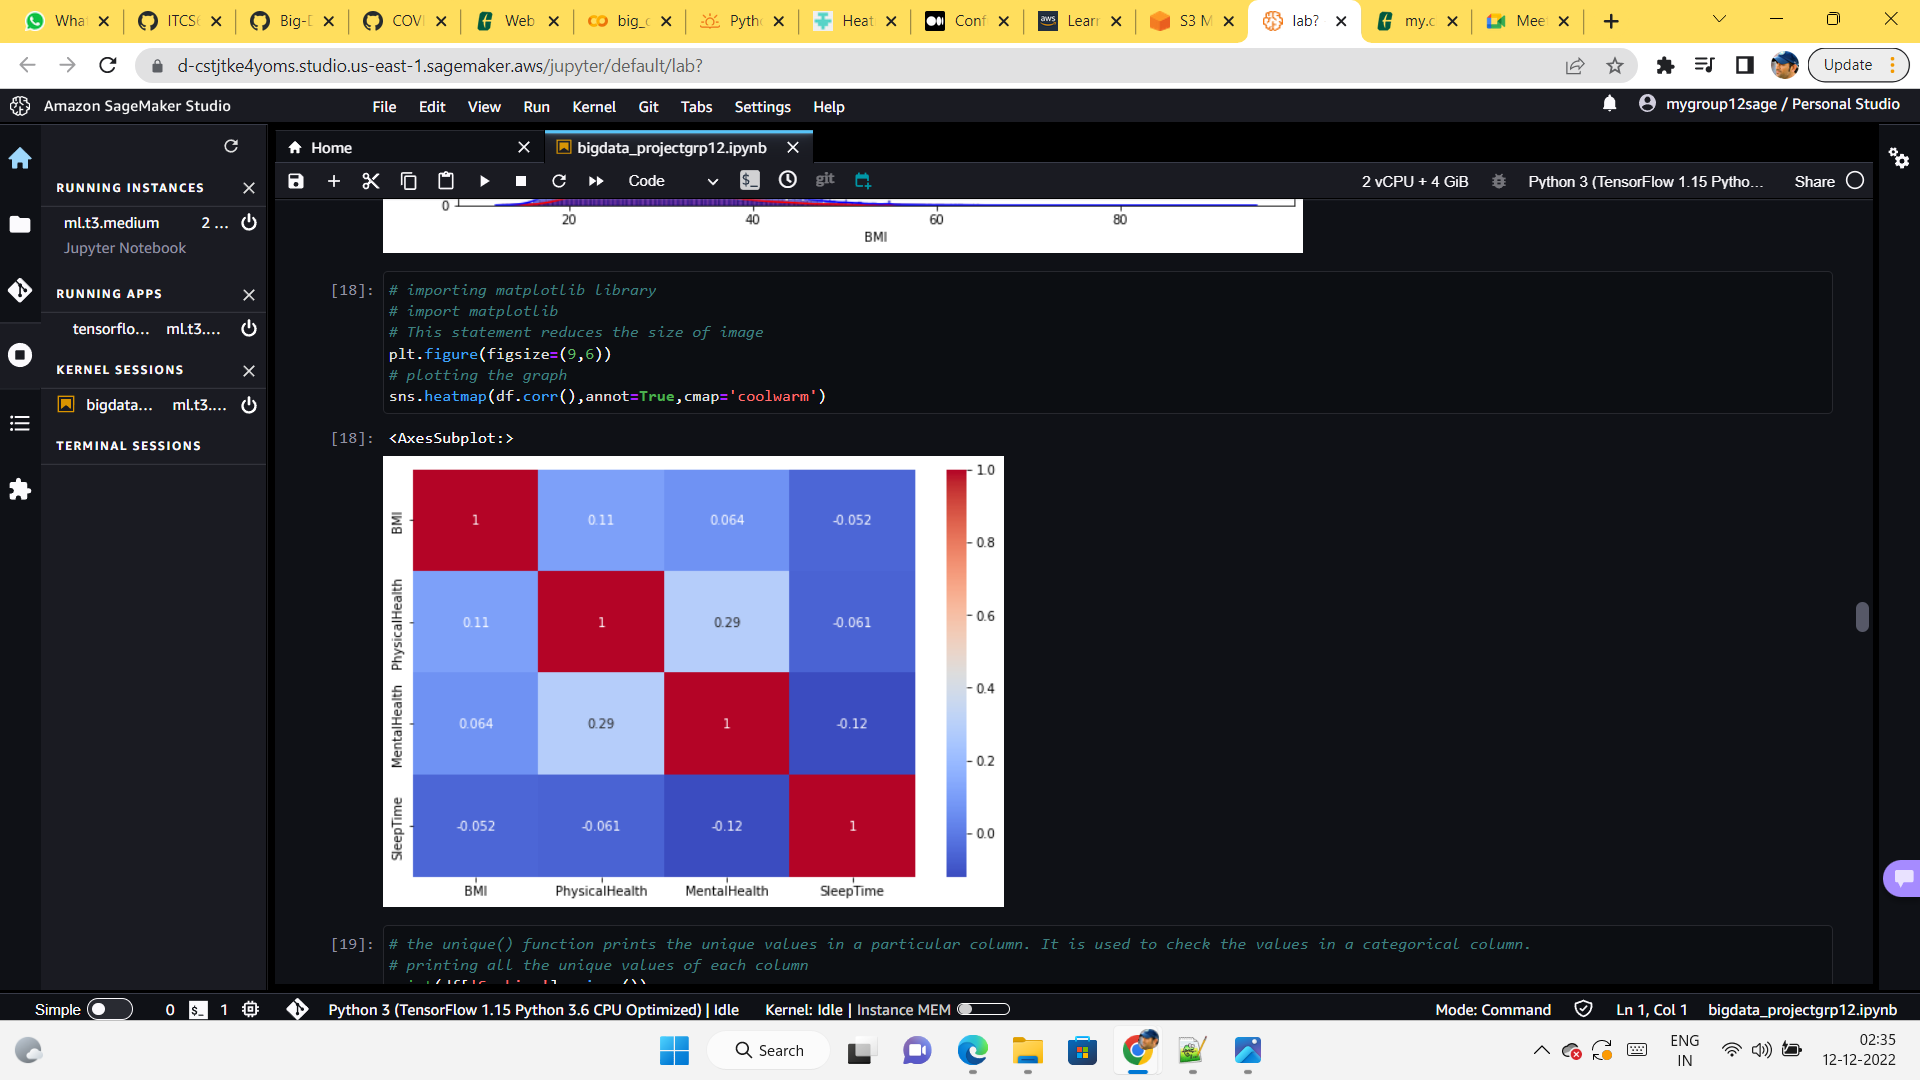 What ITCS Big-D COVI Web big_c Pyth Heat Conf Lear S3 M lab? my.c Meet
d-cstjtke4yoms.studio.us-east-1.sagemaker.aws/jupyter/default/lab?
Update
Amazon SageMaker Studio
File Edit View Run Kernel Git Tabs Settings Help
mygroup12sage / Personal Studio
Home
bigdata_projectgrp12.ipynb
RUNNING INSTANCES
ml.t3.medium 2 ...
Jupyter Notebook
RUNNING APPS
tensorflo... ml.t3....
KERNEL SESSIONS
bigdata... ml.t3....
TERMINAL SESSIONS
Code
git
2 vCPU + 4 GiB
Python 3 (TensorFlow 1.15 Pytho...
Share
0
20 40 60 80
BMI
[18]: # importing matplotlib library
# import matplotlib
# This statement reduces the size of image
plt.figure(figsize=(9,6))
# plotting the graph
sns.heatmap(df.corr(),annot=True,cmap='coolwarm')
[18]: <AxesSubplot:>
BMI 1 0.11 0.064 -0.052
PhysicalHealth 0.11 1 0.29 -0.061
MentalHealth 0.064 0.29 1 -0.12
SleepTime -0.052 -0.061 -0.12 1
BMI PhysicalHealth MentalHealth SleepTime
1.0
0.8
0.6
0.4
0.2
0.0
[19]: # the unique() function prints the unique values in a particular column. It is used to check the values in a categorical column.
# printing all the unique values of each column
Simple 0 $_ 1 Python 3 (TensorFlow 1.15 Python 3.6 CPU Optimized) | Idle Kernel: Idle | Instance MEM
Mode: Command Ln 1, Col 1 bigdata_projectgrp12.ipynb
Search
ENG
IN
02:35
12-12-2022